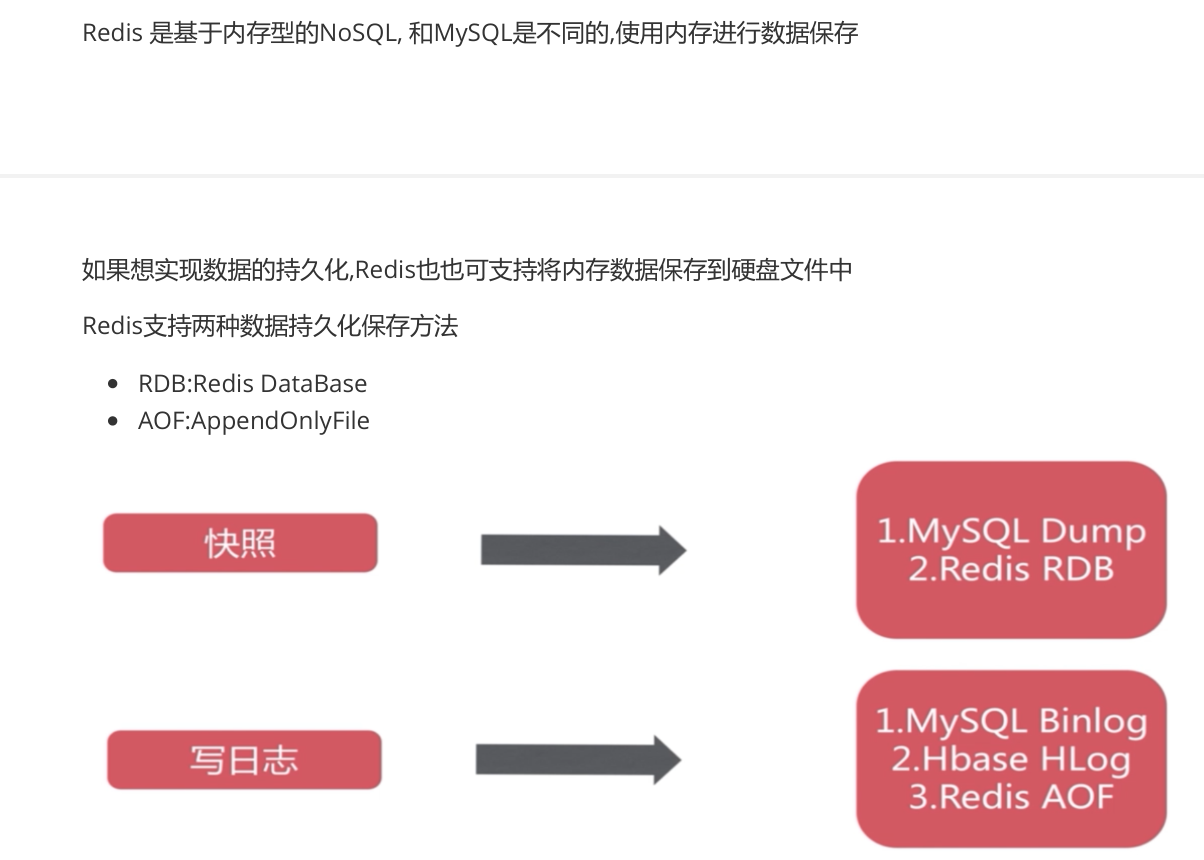 Redis 是基于内存型的NoSQL, 和MySQL是不同的,使用内存进行数据保存
如果想实现数据的持久化,Redis也也可支持将内存数据保存到硬盘文件中
Redis支持两种数据持久化保存方法
RDB:Redis DataBase
AOF:AppendOnlyFile
快照
1.MySQL Dump
2.Redis RDB
写日志
1.MySQL Binlog
2.Hbase HLog
3.Redis AOF